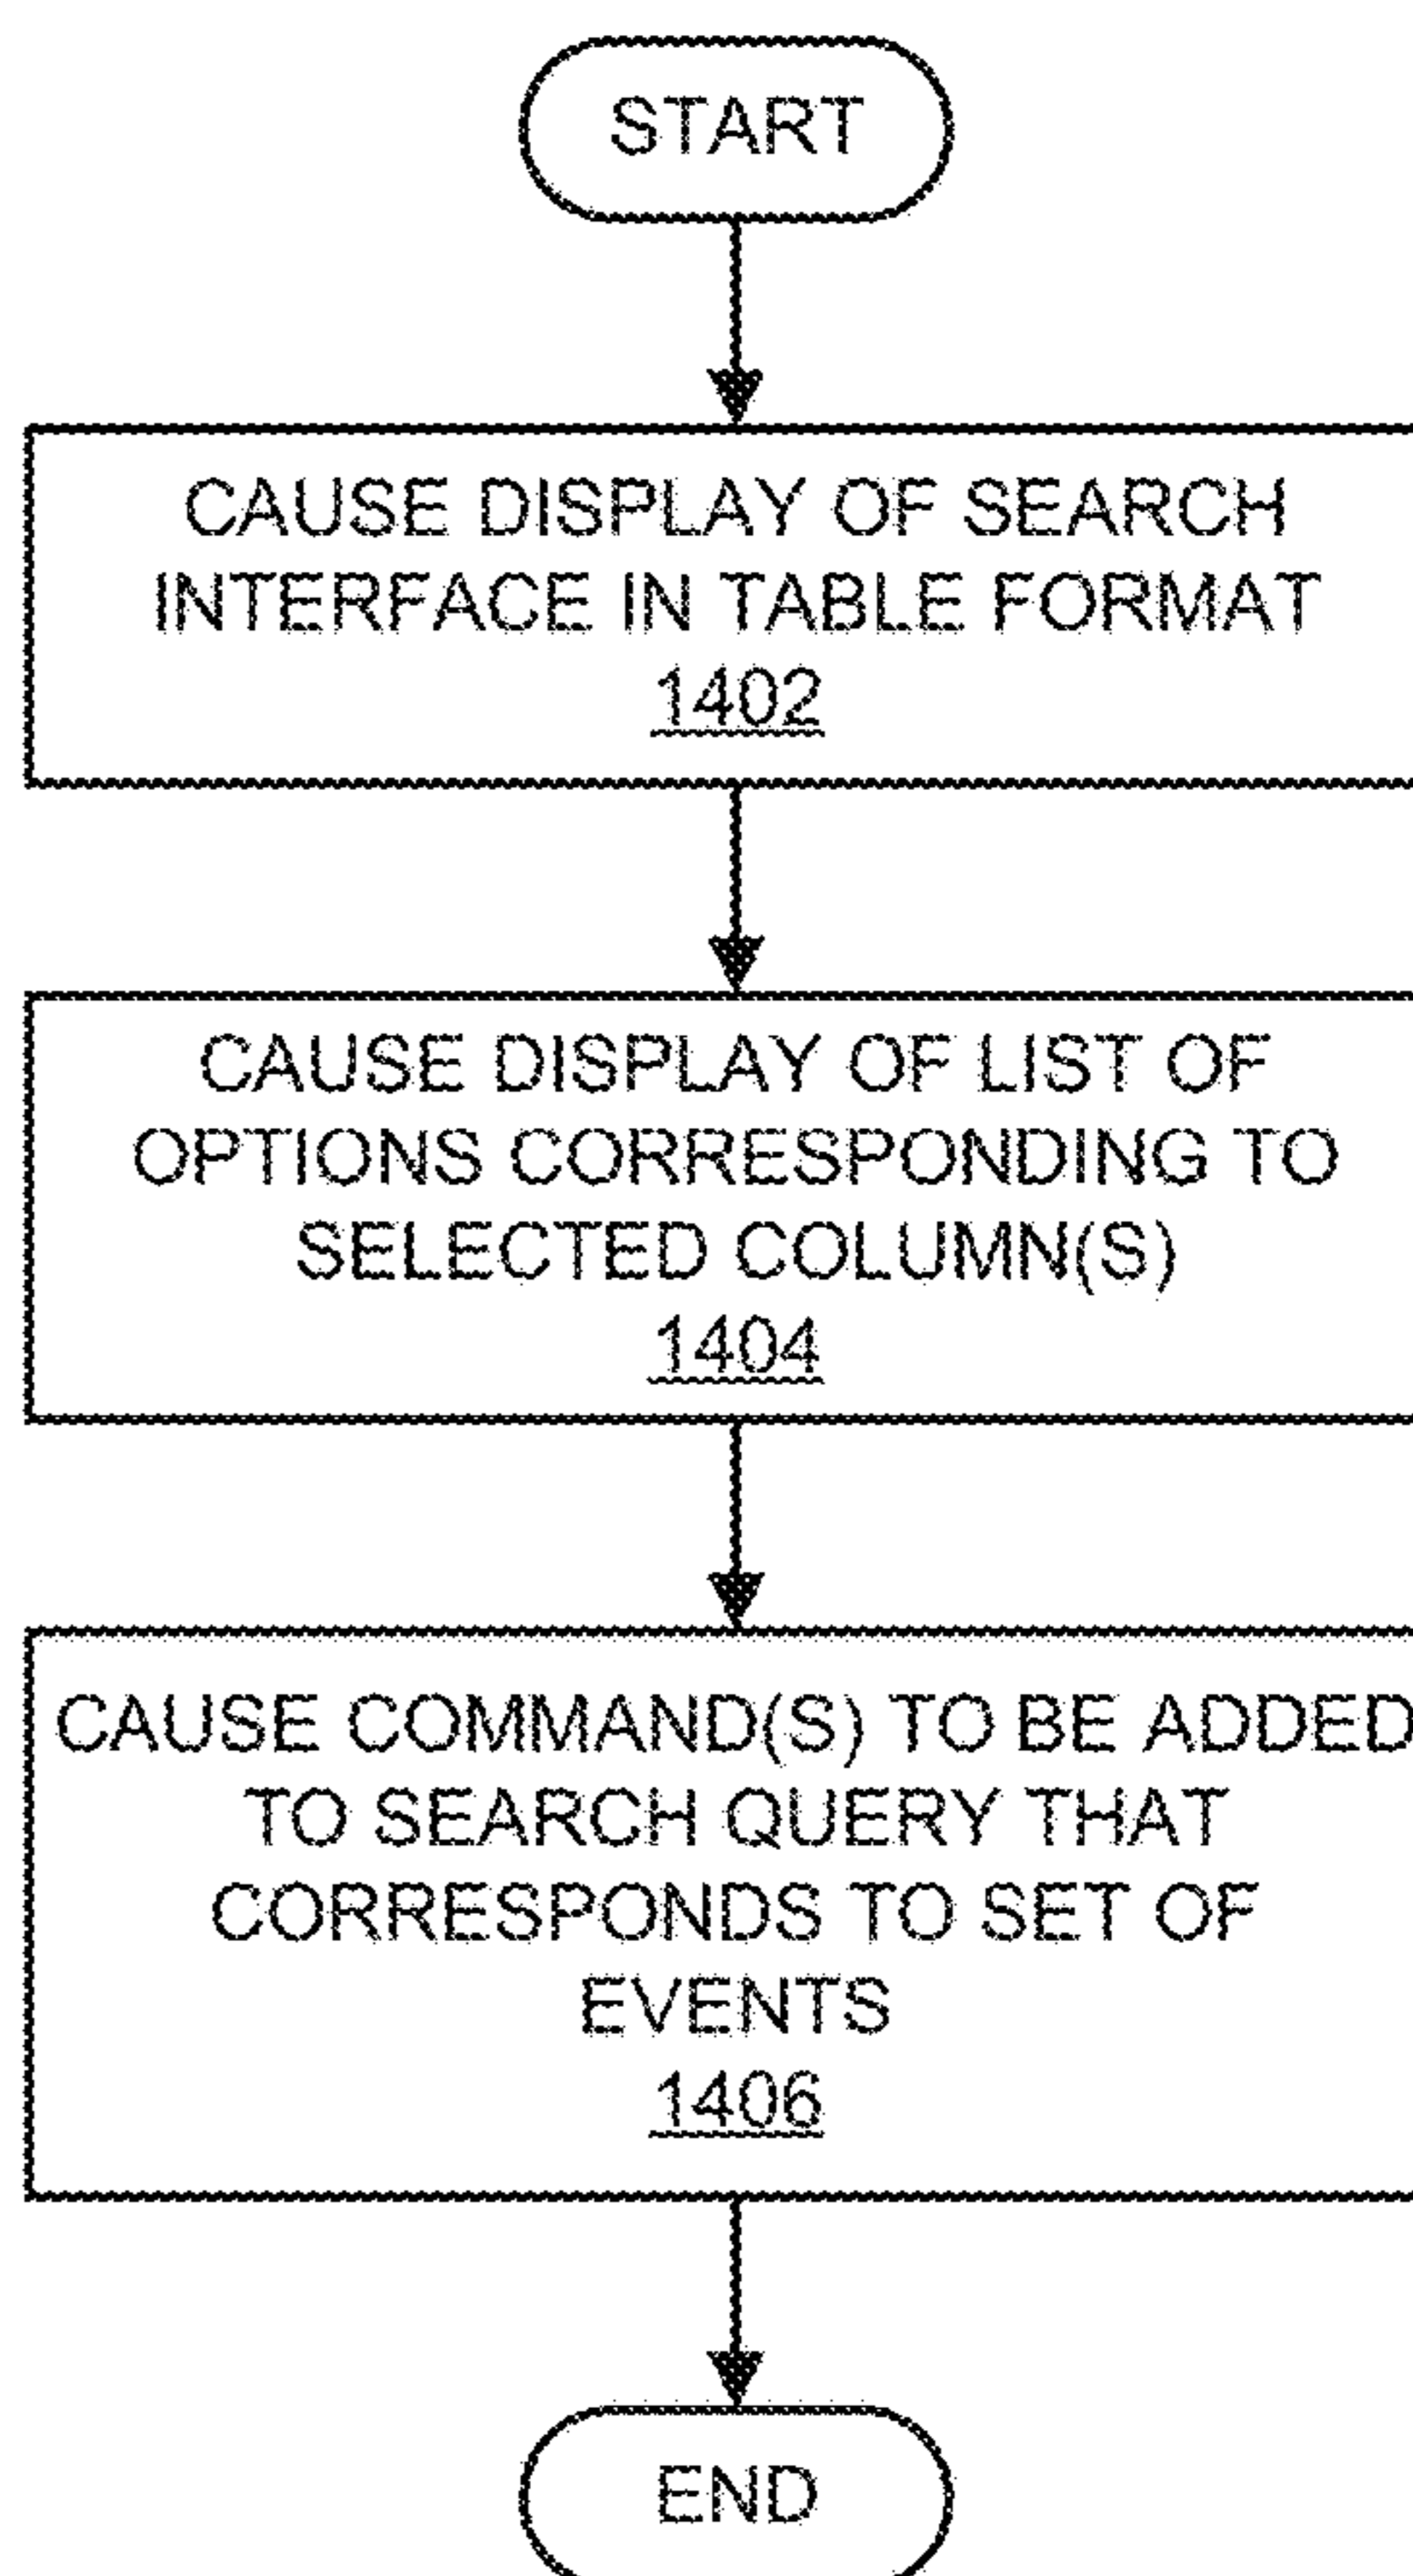 START
CAUSE DISPLAY OF SEARCH
INTERFACE IN TABLE FORMAT
1402
CAUSE DISPLAY OF LIST OF
OPTIONS CORRESPONDING TO
SELECTED COLUMN(S)
1404
CAUSE COMMAND(S) TO BE ADDED
TO SEARCH QUERY THAT
CORRESPONDS TO SET OF
EVENTS
1406
END